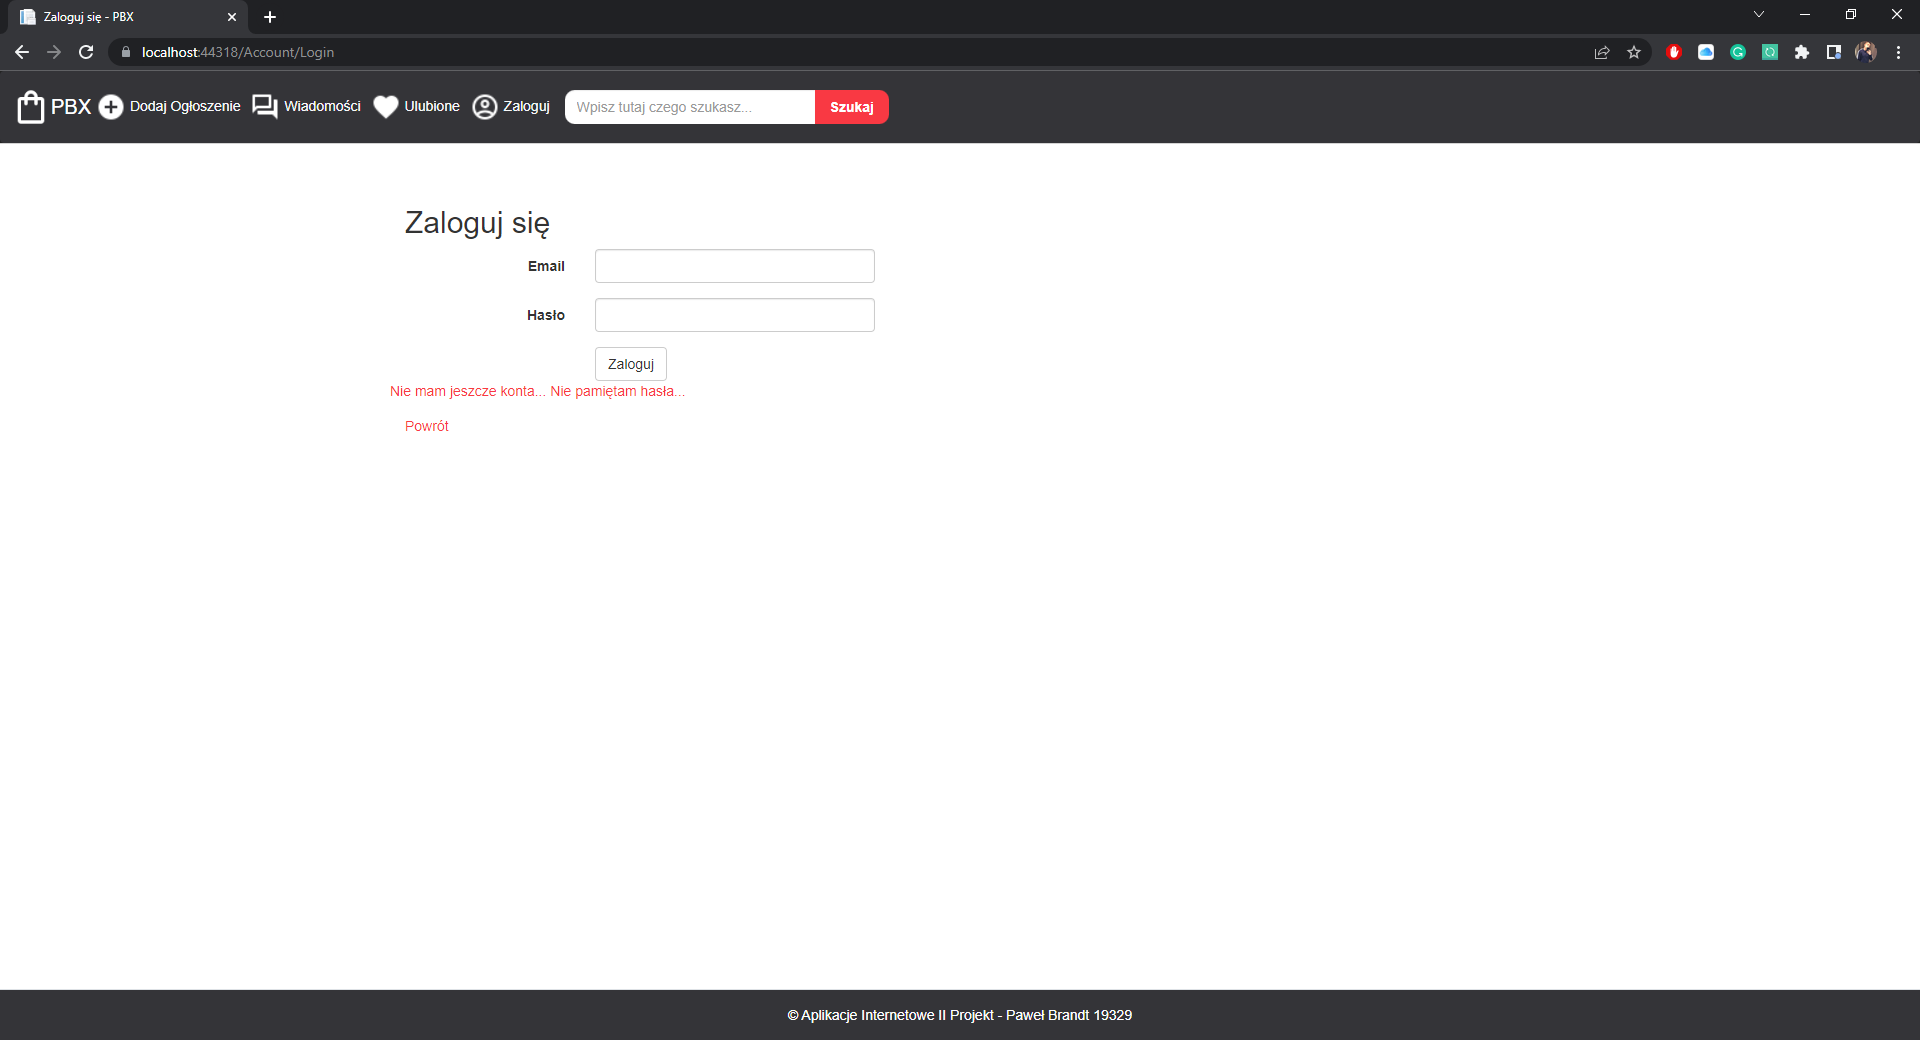 Zaloguj się - PBX
localhost:44318/Account/Login
PBX Dodaj Ogłoszenie Wiadomości Ulubione Zaloguj Wpisz tutaj czego szukasz... Szukaj
Zaloguj się
Email
Hasło
Zaloguj
Nie mam jeszcze konta... Nie pamiętam hasła...
Powrót
© Aplikacje Internetowe II Projekt - Paweł Brandt 19329